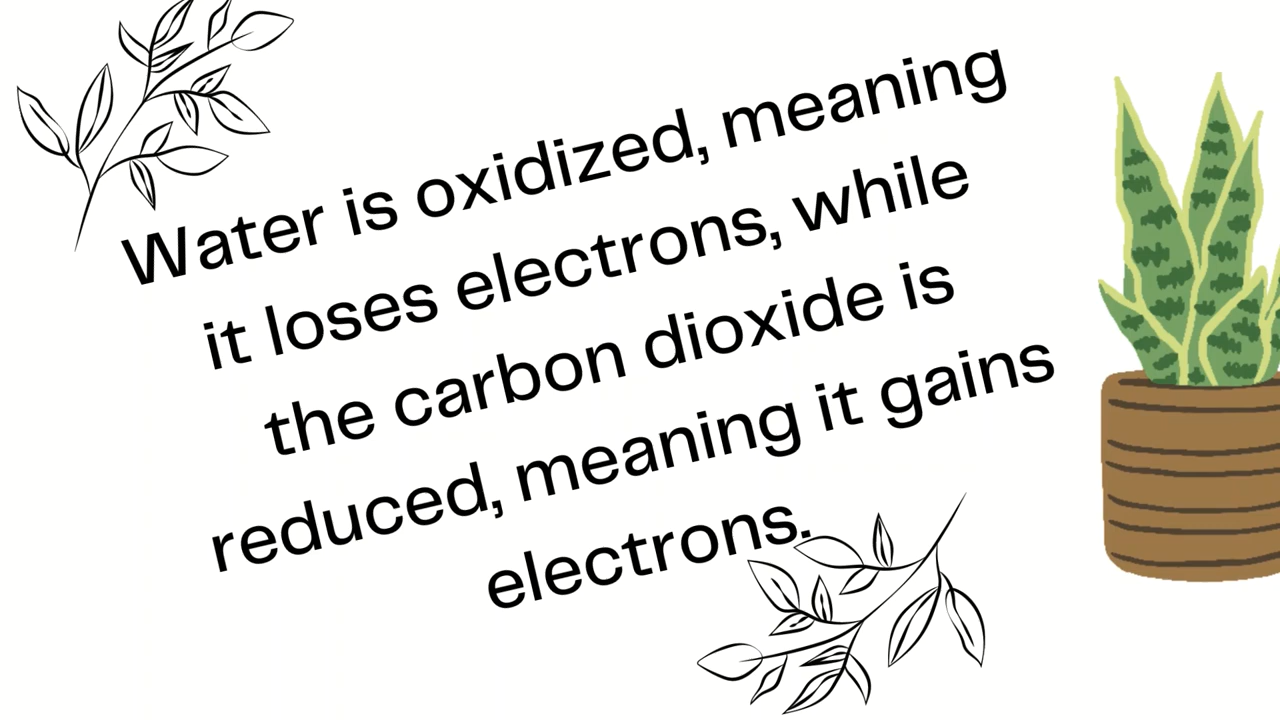 Water is oxidized, meaning
it loses electrons, while
the carbon dioxide is
reduced, meaning it gains
electrons.